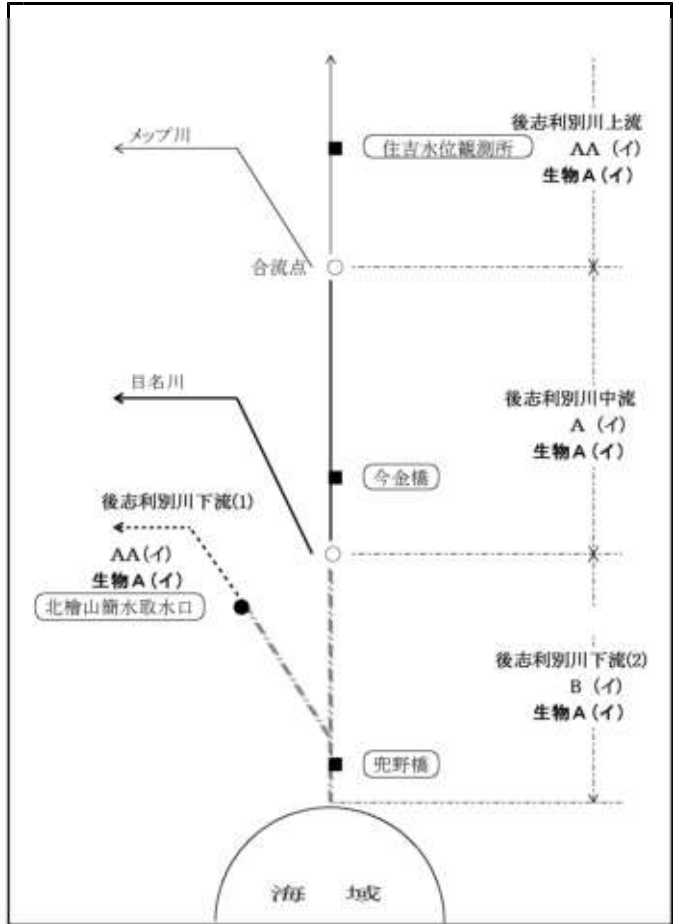 後志利別川上流
メップ川
住吉水位観測所
AA (イ)
生物A(イ)
合流点
目名川
後志利別川中流
A (イ)
生物A(イ)
今金橋
後志利別川下流(1)
AA(イ)
生物A(イ)
北檜山簡水取水口
後志利別川下流(2)
B (イ)
生物A(イ)
兜野橋
海 域